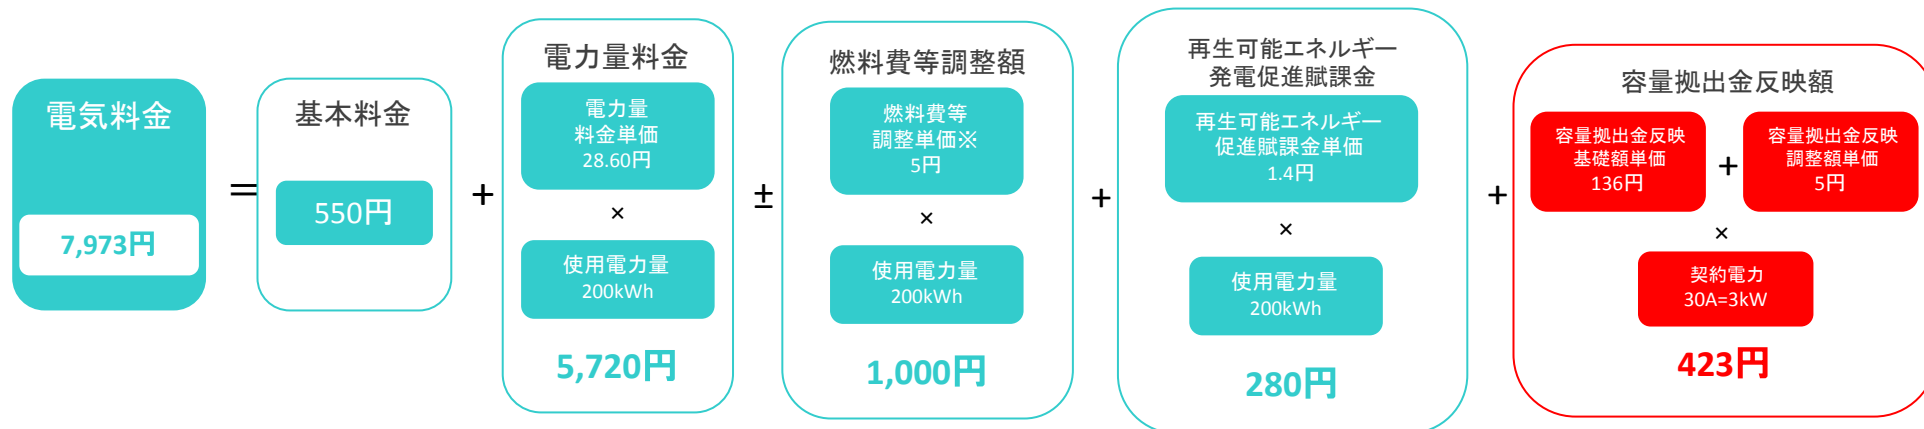 電気料金
7,973円
=
基本料金
550円
+
電力量料金
電力量
料金単価
28.60円
×
使用電力量
200kWh
5,720円
±
燃料費等調整額
燃料費等
調整単価※
5円
×
使用電力量
200kWh
1,000円
+
再生可能エネルギー
発電促進賦課金
再生可能エネルギー
促進賦課金単価
1.4円
×
使用電力量
200kWh
280円
+
容量拠出金反映額
容量拠出金反映
基礎額単価
136円
+
容量拠出金反映
調整額単価
5円
×
契約電力
30A=3kW
423円